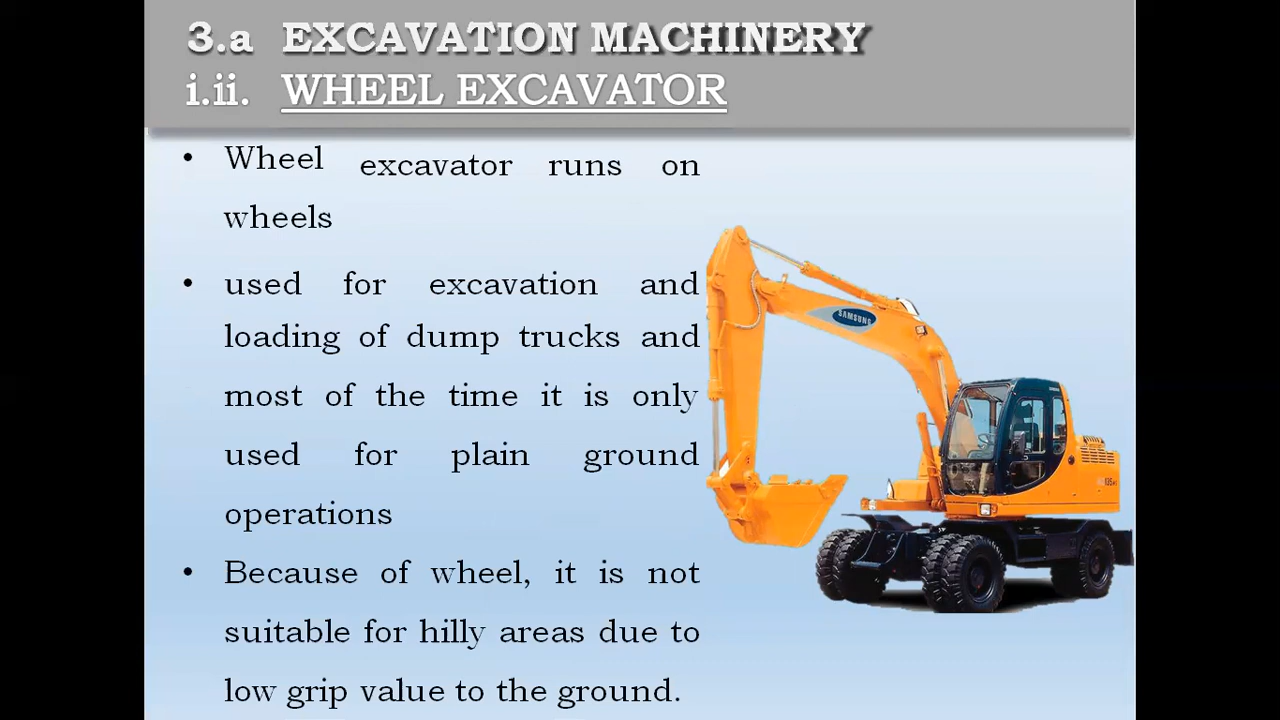 3.a EXCAVATION MACHINERY
i.ii. WHEEL EXCAVATOR
• Wheel excavator runs on
wheels
• used for excavation and
loading of dump trucks and
most of the time it is only
used for plain ground
operations
• Because of wheel, it is not
suitable for hilly areas due to
low grip value to the ground.
SAMSUNG